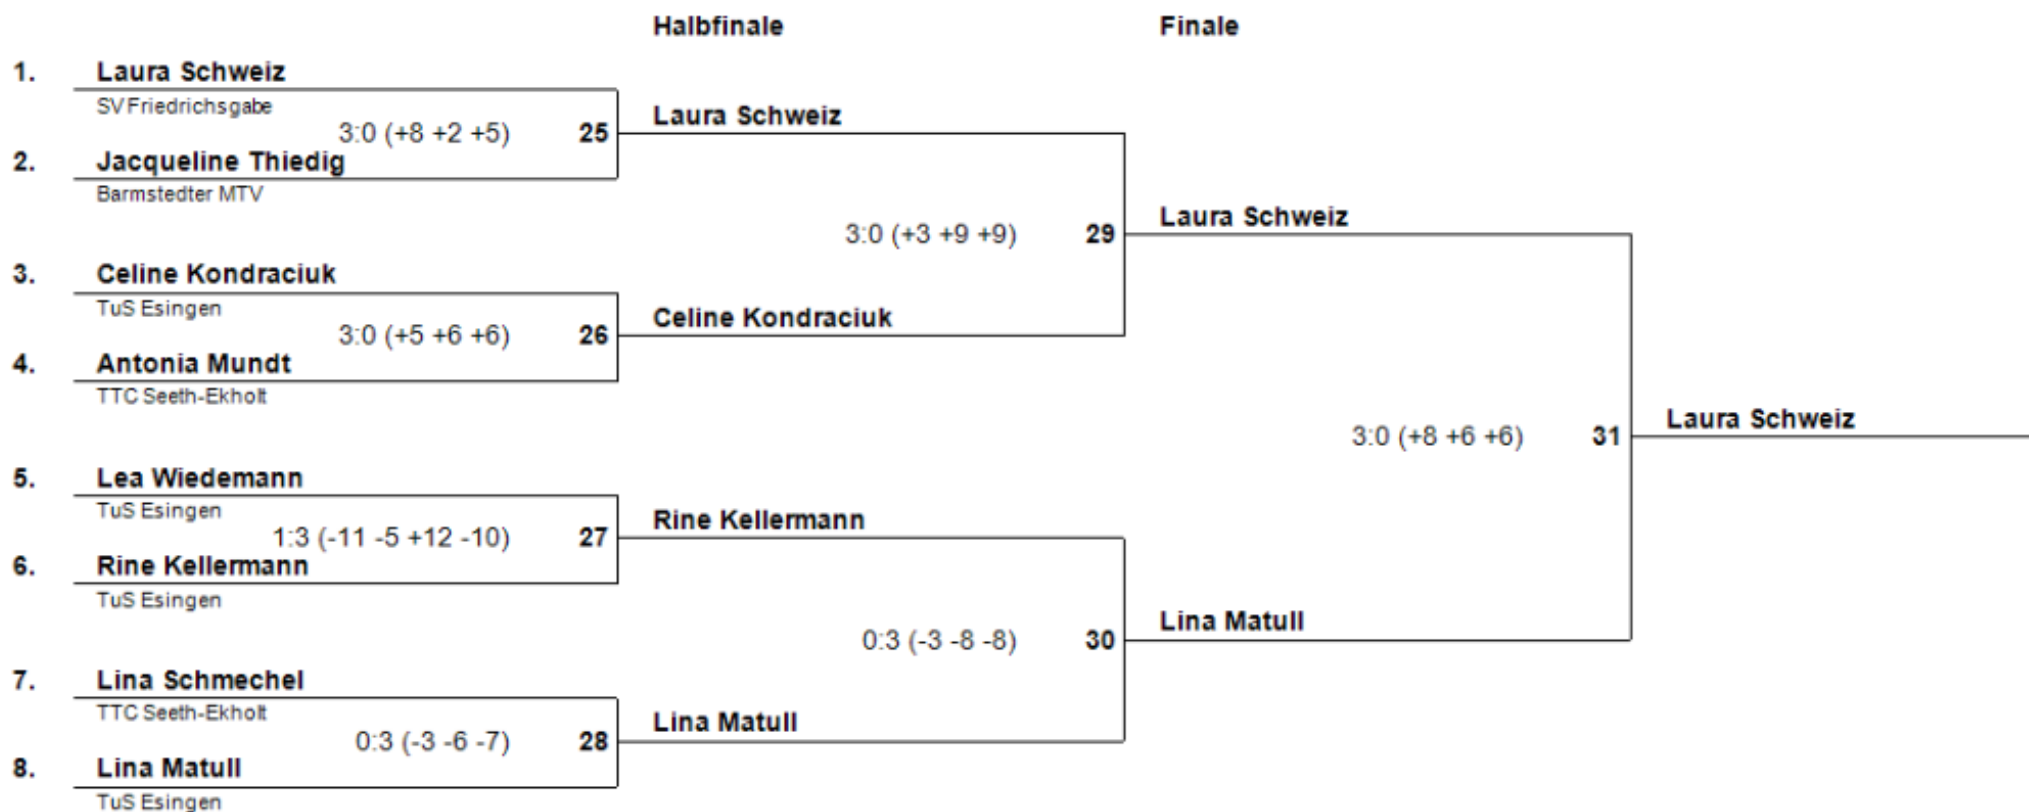 Halbfinale Finale
1. Laura Schweiz
SV Friedrichsgabe
Laura Schweiz
3:0 (+8 +2 +5) 25
2. Jacqueline Thiedig
Barmstedter MTV
Laura Schweiz
3:0 (+3 +9 +9) 29
3. Celine Kondraciuk
TuS Esingen
Celine Kondraciuk
3:0 (+5 +6 +6) 26
4. Antonia Mundt
TTC Seeth-Ekholt
Laura Schweiz
3:0 (+8 +6 +6) 31
5. Lea Wiedemann
TuS Esingen
Rine Kellermann
1:3 (-11 -5 +12 -10) 27
6. Rine Kellermann
TuS Esingen
Lina Matull
0:3 (-3 -8 -8) 30
7. Lina Schmechel
TTC Seeth-Ekholt
Lina Matull
0:3 (-3 -6 -7) 28
8. Lina Matull
TuS Esingen